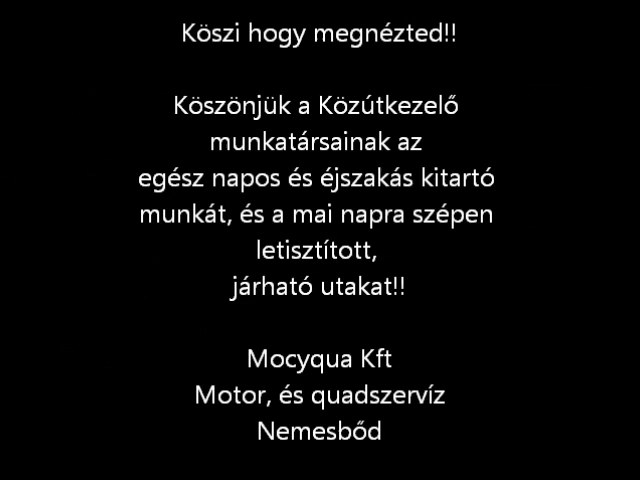 Köszi hogy megnézted!!
Köszönjük a Közútkezelő
munkatársainak az
egész napos és éjszakás kitartó
munkát, és a mai napra szépen
letisztított,
járható utakat!!
Mocyqua Kft
Motor, és quadszervíz
Nemesbőd